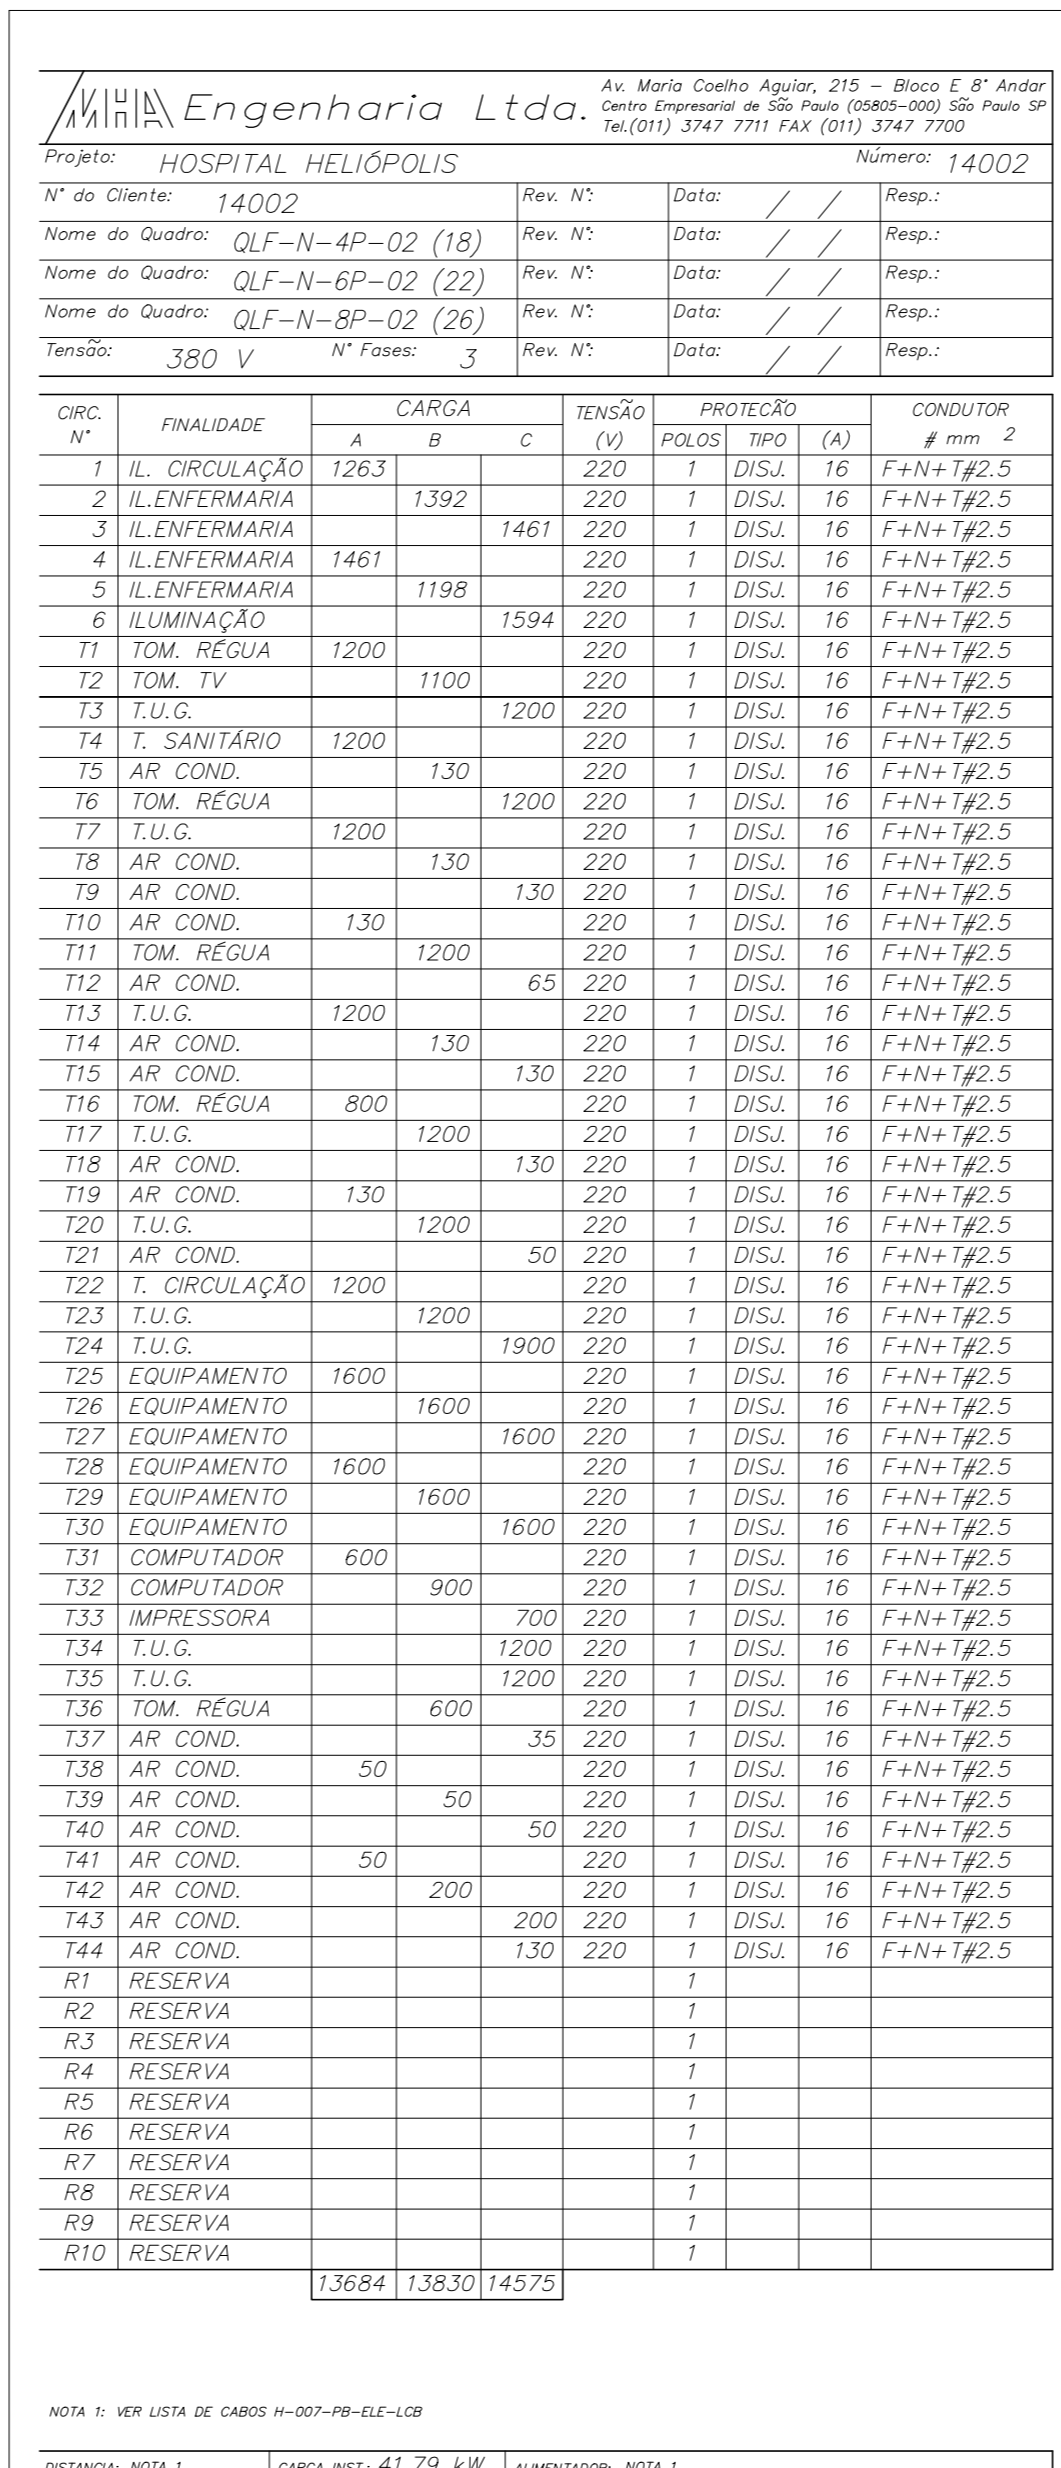 MHA Engenharia Ltda.
Av. Maria Coelho Aguiar, 215 – Bloco E 8° Andar
Centro Empresarial de São Paulo (05805–000) São Paulo SP
Tel.(011) 3747 7711 FAX (011) 3747 7700
Projeto: HOSPITAL HELIÓPOLIS Número: 14002
N° do Cliente: 14002 Rev. N°: Data: / / Resp.:
Nome do Quadro: QLF–N–4P–02 (18) Rev. N°: Data: / / Resp.:
Nome do Quadro: QLF–N–6P–02 (22) Rev. N°: Data: / / Resp.:
Nome do Quadro: QLF–N–8P–02 (26) Rev. N°: Data: / / Resp.:
Tensão: 380 V N° Fases: 3 Rev. N°: Data: / / Resp.:
CIRC. N° FINALIDADE CARGA TENSÃO PROTECÃO CONDUTOR
A B C (V) POLOS TIPO (A) # mm 2
1 IL. CIRCULAÇÃO 1263 220 1 DISJ. 16 F+N+T#2.5
2 IL.ENFERMARIA 1392 220 1 DISJ. 16 F+N+T#2.5
3 IL.ENFERMARIA 1461 220 1 DISJ. 16 F+N+T#2.5
4 IL.ENFERMARIA 1461 220 1 DISJ. 16 F+N+T#2.5
5 IL.ENFERMARIA 1198 220 1 DISJ. 16 F+N+T#2.5
6 ILUMINAÇÃO 1594 220 1 DISJ. 16 F+N+T#2.5
T1 TOM. RÉGUA 1200 220 1 DISJ. 16 F+N+T#2.5
T2 TOM. TV 1100 220 1 DISJ. 16 F+N+T#2.5
T3 T.U.G. 1200 220 1 DISJ. 16 F+N+T#2.5
T4 T. SANITÁRIO 1200 220 1 DISJ. 16 F+N+T#2.5
T5 AR COND. 130 220 1 DISJ. 16 F+N+T#2.5
T6 TOM. RÉGUA 1200 220 1 DISJ. 16 F+N+T#2.5
T7 T.U.G. 1200 220 1 DISJ. 16 F+N+T#2.5
T8 AR COND. 130 220 1 DISJ. 16 F+N+T#2.5
T9 AR COND. 130 220 1 DISJ. 16 F+N+T#2.5
T10 AR COND. 130 220 1 DISJ. 16 F+N+T#2.5
T11 TOM. RÉGUA 1200 220 1 DISJ. 16 F+N+T#2.5
T12 AR COND. 65 220 1 DISJ. 16 F+N+T#2.5
T13 T.U.G. 1200 220 1 DISJ. 16 F+N+T#2.5
T14 AR COND. 130 220 1 DISJ. 16 F+N+T#2.5
T15 AR COND. 130 220 1 DISJ. 16 F+N+T#2.5
T16 TOM. RÉGUA 800 220 1 DISJ. 16 F+N+T#2.5
T17 T.U.G. 1200 220 1 DISJ. 16 F+N+T#2.5
T18 AR COND. 130 220 1 DISJ. 16 F+N+T#2.5
T19 AR COND. 130 220 1 DISJ. 16 F+N+T#2.5
T20 T.U.G. 1200 220 1 DISJ. 16 F+N+T#2.5
T21 AR COND. 50 220 1 DISJ. 16 F+N+T#2.5
T22 T. CIRCULAÇÃO 1200 220 1 DISJ. 16 F+N+T#2.5
T23 T.U.G. 1200 220 1 DISJ. 16 F+N+T#2.5
T24 T.U.G. 1900 220 1 DISJ. 16 F+N+T#2.5
T25 EQUIPAMENTO 1600 220 1 DISJ. 16 F+N+T#2.5
T26 EQUIPAMENTO 1600 220 1 DISJ. 16 F+N+T#2.5
T27 EQUIPAMENTO 1600 220 1 DISJ. 16 F+N+T#2.5
T28 EQUIPAMENTO 1600 220 1 DISJ. 16 F+N+T#2.5
T29 EQUIPAMENTO 1600 220 1 DISJ. 16 F+N+T#2.5
T30 EQUIPAMENTO 1600 220 1 DISJ. 16 F+N+T#2.5
T31 COMPUTADOR 600 220 1 DISJ. 16 F+N+T#2.5
T32 COMPUTADOR 900 220 1 DISJ. 16 F+N+T#2.5
T33 IMPRESSORA 700 220 1 DISJ. 16 F+N+T#2.5
T34 T.U.G. 1200 220 1 DISJ. 16 F+N+T#2.5
T35 T.U.G. 1200 220 1 DISJ. 16 F+N+T#2.5
T36 TOM. RÉGUA 600 220 1 DISJ. 16 F+N+T#2.5
T37 AR COND. 35 220 1 DISJ. 16 F+N+T#2.5
T38 AR COND. 50 220 1 DISJ. 16 F+N+T#2.5
T39 AR COND. 50 220 1 DISJ. 16 F+N+T#2.5
T40 AR COND. 50 220 1 DISJ. 16 F+N+T#2.5
T41 AR COND. 50 220 1 DISJ. 16 F+N+T#2.5
T42 AR COND. 200 220 1 DISJ. 16 F+N+T#2.5
T43 AR COND. 200 220 1 DISJ. 16 F+N+T#2.5
T44 AR COND. 130 220 1 DISJ. 16 F+N+T#2.5
R1 RESERVA 1
R2 RESERVA 1
R3 RESERVA 1
R4 RESERVA 1
R5 RESERVA 1
R6 RESERVA 1
R7 RESERVA 1
R8 RESERVA 1
R9 RESERVA 1
R10 RESERVA 1
13684 13830 14575
NOTA 1: VER LISTA DE CABOS H–007–PB–ELE–LCB
DISTANCIA: NOTA 1 CARGA INST.: 41.79 kW ALIMENTADOR: NOTA 1